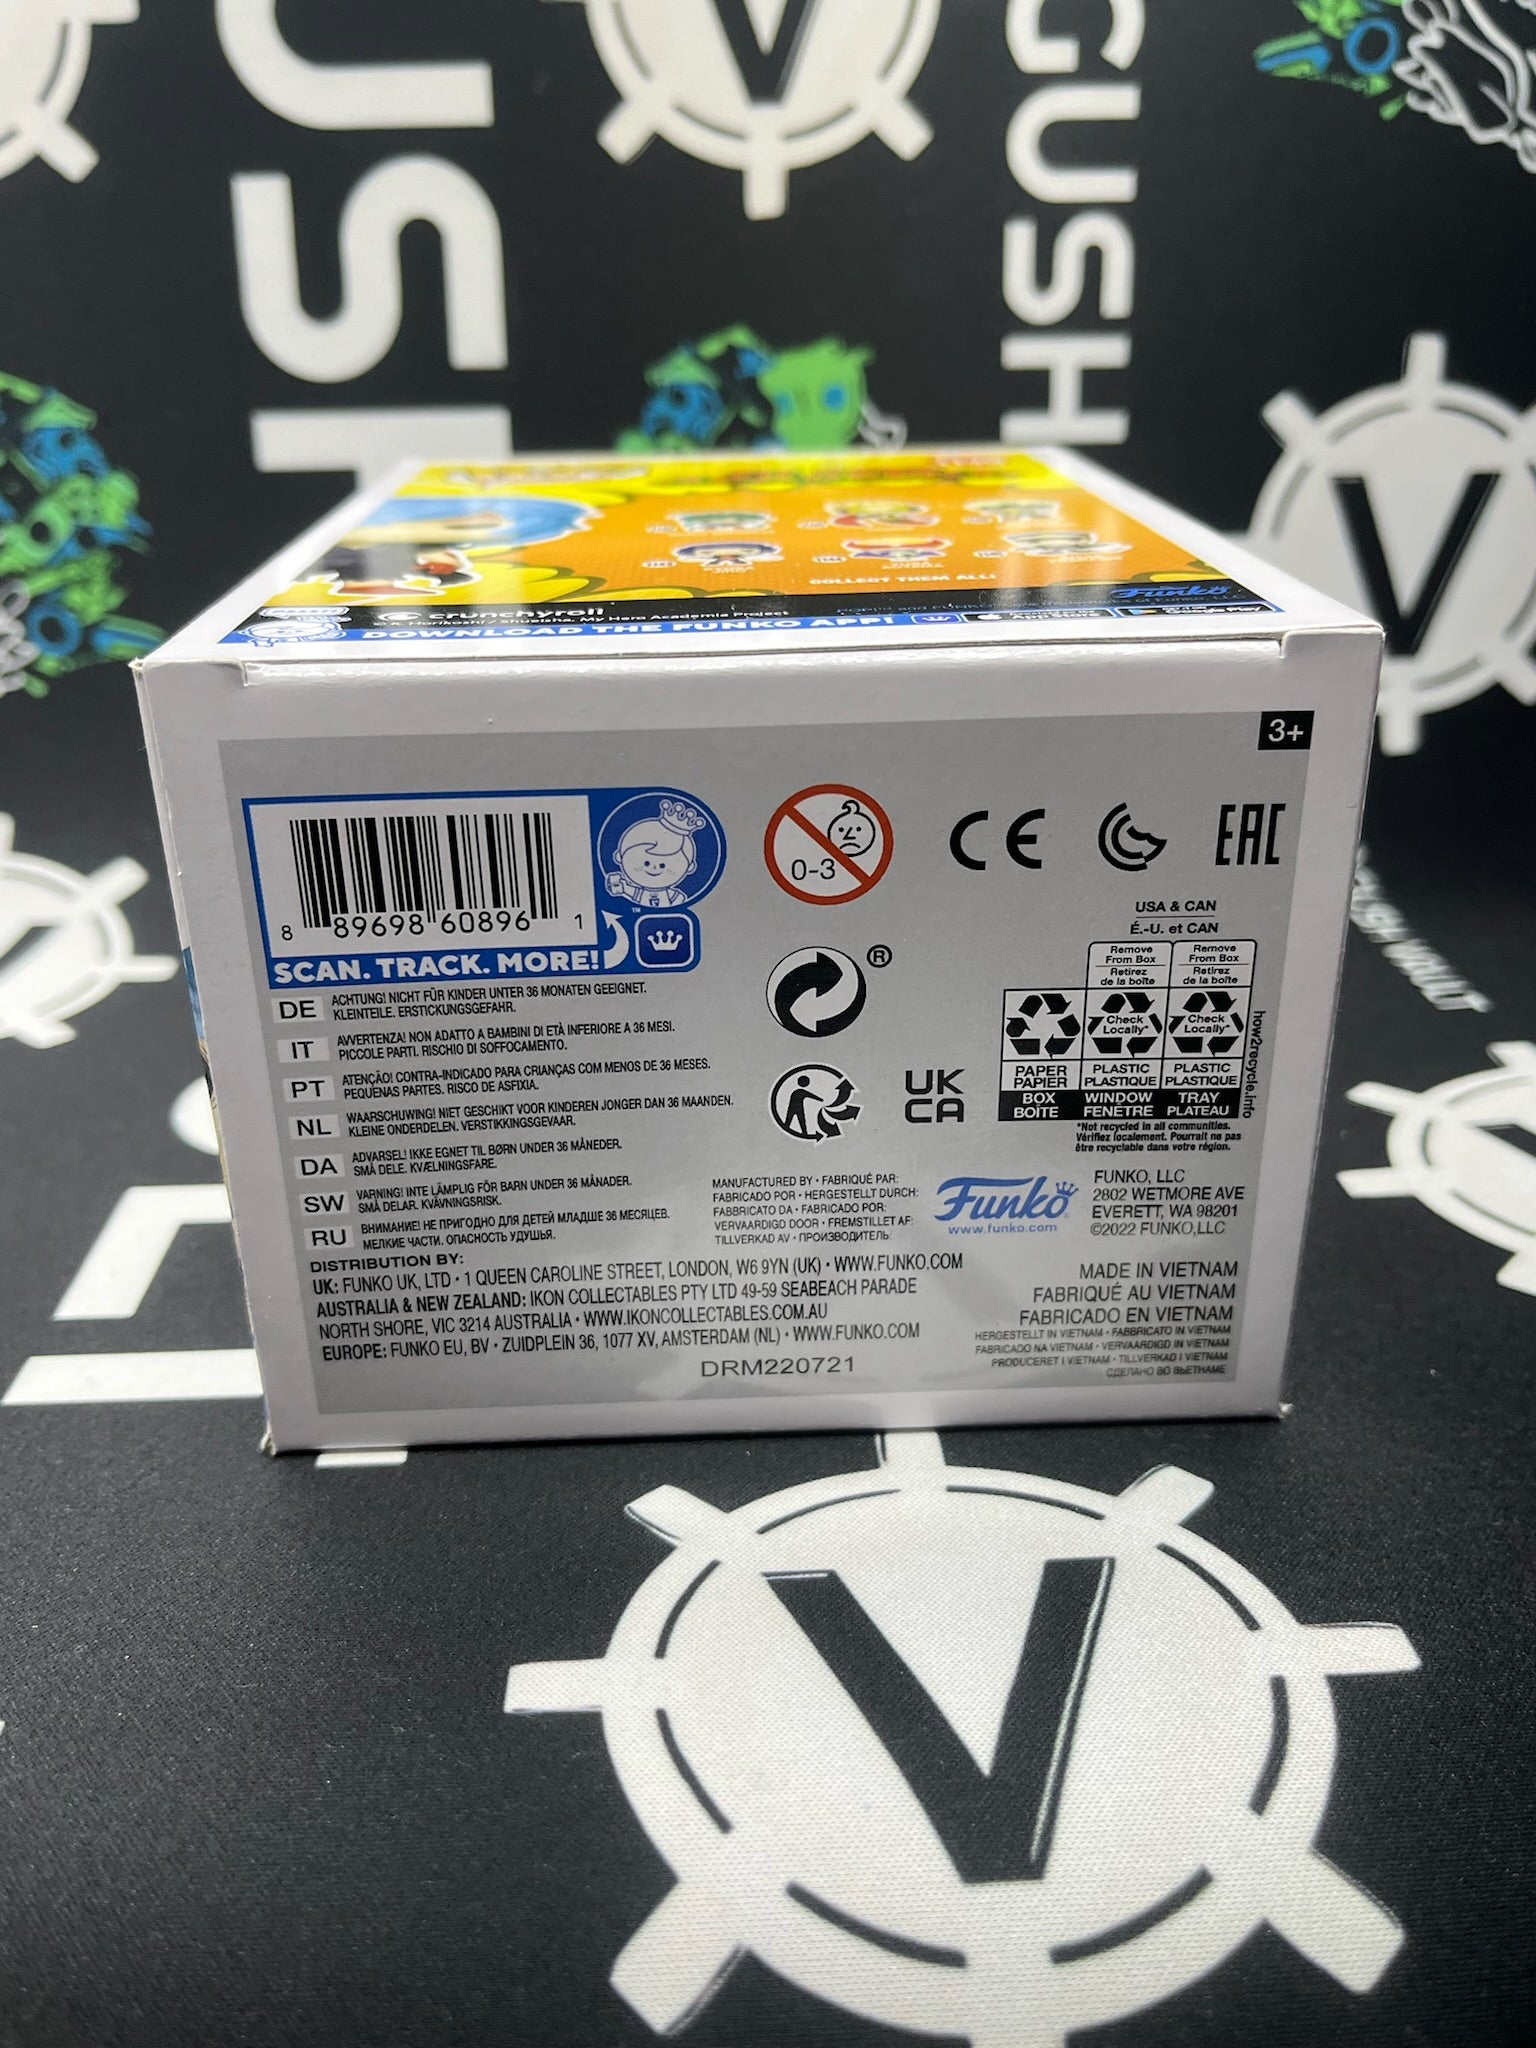 GUSH
COLLECT THEM ALL!
Funko
crunchyroll
© K. Horikoshi / Shueisha, My Hero Academia Project
DOWNLOAD THE FUNKO APP!
App Store
Google Play
3+
8 89698 60896 1
SCAN. TRACK. MORE!
0-3
CE
EAC
DE ACHTUNG! NICHT FÜR KINDER UNTER 36 MONATEN GEEIGNET.
KLEINTEILE. ERSTICKUNGSGEFAHR.
IT AVVERTENZA! NON ADATTO A BAMBINI DI ETÀ INFERIORE A 36 MESI.
PICCOLE PARTI. RISCHIO DI SOFFOCAMENTO.
PT ATENÇÃO! CONTRA-INDICADO PARA CRIANÇAS COM MENOS DE 36 MESES.
PEQUENAS PARTES. RISCO DE ASFIXIA.
NL WAARSCHUWING! NIET GESCHIKT VOOR KINDEREN JONGER DAN 36 MAANDEN.
KLEINE ONDERDELEN. VERSTIKKINGSGEVAAR.
DA ADVARSEL! IKKE EGNET TIL BØRN UNDER 36 MÅNEDER.
SMÅ DELE. KVÆLNINGSFARE.
SW VARNING! INTE LÄMPLIG FÖR BARN UNDER 36 MÅNADER.
SMÅ DELAR. KVÄVNINGSRISK.
RU ВНИМАНИЕ! НЕ ПРИГОДНО ДЛЯ ДЕТЕЙ МЛАДШЕ 36 МЕСЯЦЕВ.
МЕЛКИЕ ЧАСТИ. ОПАСНОСТЬ УДУШЬЯ.
®
UK
CA
USA & CAN
É.-U. et CAN
Remove From Box
Retirez de la boîte
Remove From Box
Retirez de la boîte
Check Locally*
Check Locally*
PAPER PAPIER
PLASTIC PLASTIQUE
PLASTIC PLASTIQUE
BOX BOÎTE
WINDOW FENÊTRE
TRAY PLATEAU
how2recycle.info
*Not recycled in all communities.
Vérifiez localement. Pourrait ne pas
être recyclable dans votre région.
MANUFACTURED BY • FABRIQUÉ PAR:
FABRICADO POR • HERGESTELLT DURCH:
FABBRICATO DA • FABRICADO POR:
VERVAARDIGD DOOR • FREMSTILLET AF:
TILLVERKAD AV • ПРОИЗВОДИТЕЛЬ:
Funko
www.funko.com
FUNKO, LLC
2802 WETMORE AVE
EVERETT, WA 98201
©2022 FUNKO,LLC
DISTRIBUTION BY:
UK: FUNKO UK, LTD • 1 QUEEN CAROLINE STREET, LONDON, W6 9YN (UK) • WWW.FUNKO.COM
AUSTRALIA & NEW ZEALAND: IKON COLLECTABLES PTY LTD 49-59 SEABEACH PARADE
NORTH SHORE, VIC 3214 AUSTRALIA • WWW.IKONCOLLECTABLES.COM.AU
EUROPE: FUNKO EU, BV • ZUIDPLEIN 36, 1077 XV, AMSTERDAM (NL) • WWW.FUNKO.COM
DRM220721
MADE IN VIETNAM
FABRIQUÉ AU VIETNAM
FABRICADO EN VIETNAM
HERGESTELLT IN VIETNAM • FABBRICATO IN VIETNAM
FABRICADO NA VIETNAM • VERVAARDIGD IN VIETNAM
PRODUCERET I VIETNAM • TILLVERKAD I VIETNAM
СДЕЛАНО ВО ВЬЕТНАМЕ
V